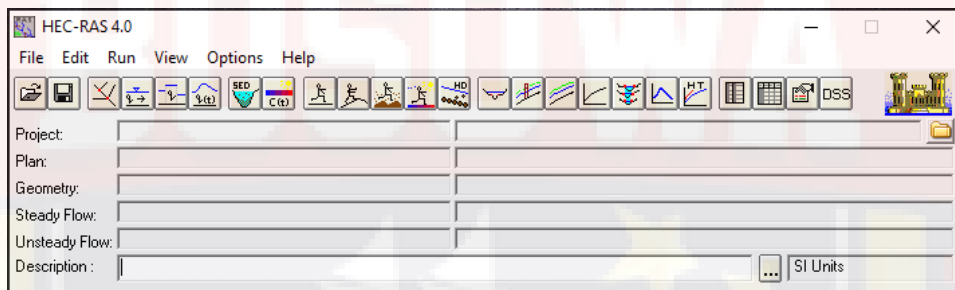 HEC-RAS 4.0
File Edit Run View Options Help
SED C(t) HD HT DSS
Project:
Plan:
Geometry:
Steady Flow:
Unsteady Flow:
Description : ... SI Units